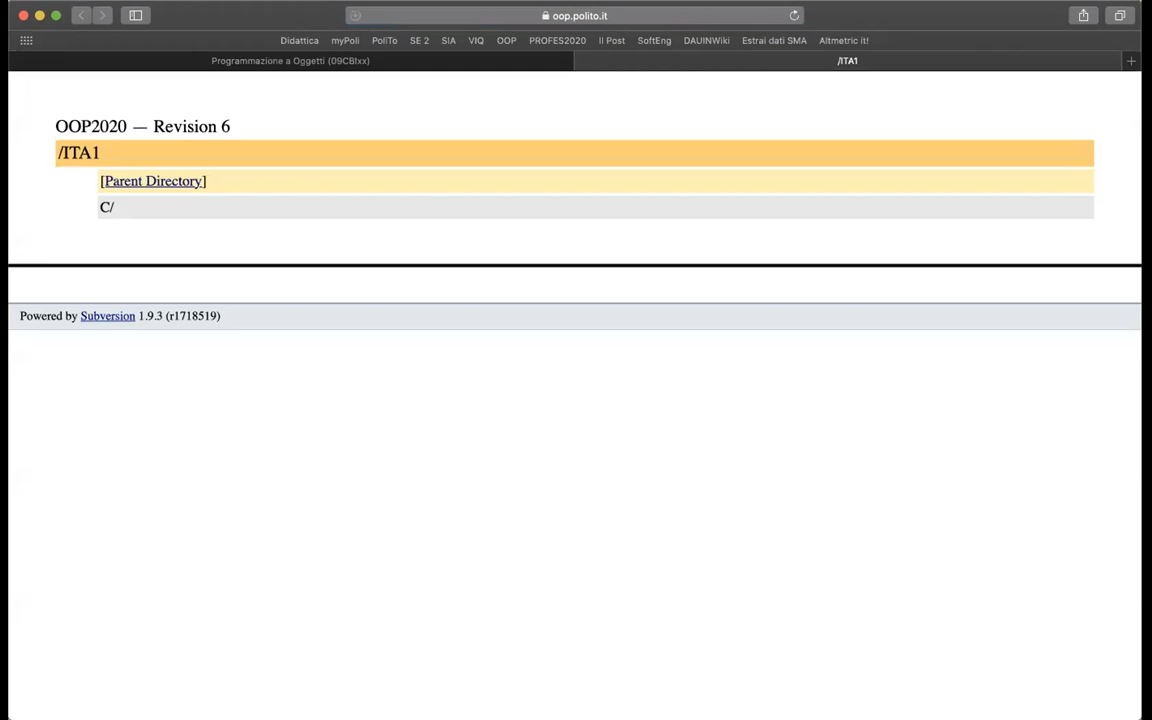 oop.polito.it
Didattica myPoli PoliTo SE 2 SIA VIQ OOP PROFES2020 Il Post SoftEng DAUINWiki Estrai dati SMA Altmetric it!
Programmazione a Oggetti (09CBIxx) /ITA1
OOP2020 — Revision 6
/ITA1
[Parent Directory]
C/
Powered by Subversion 1.9.3 (r1718519)